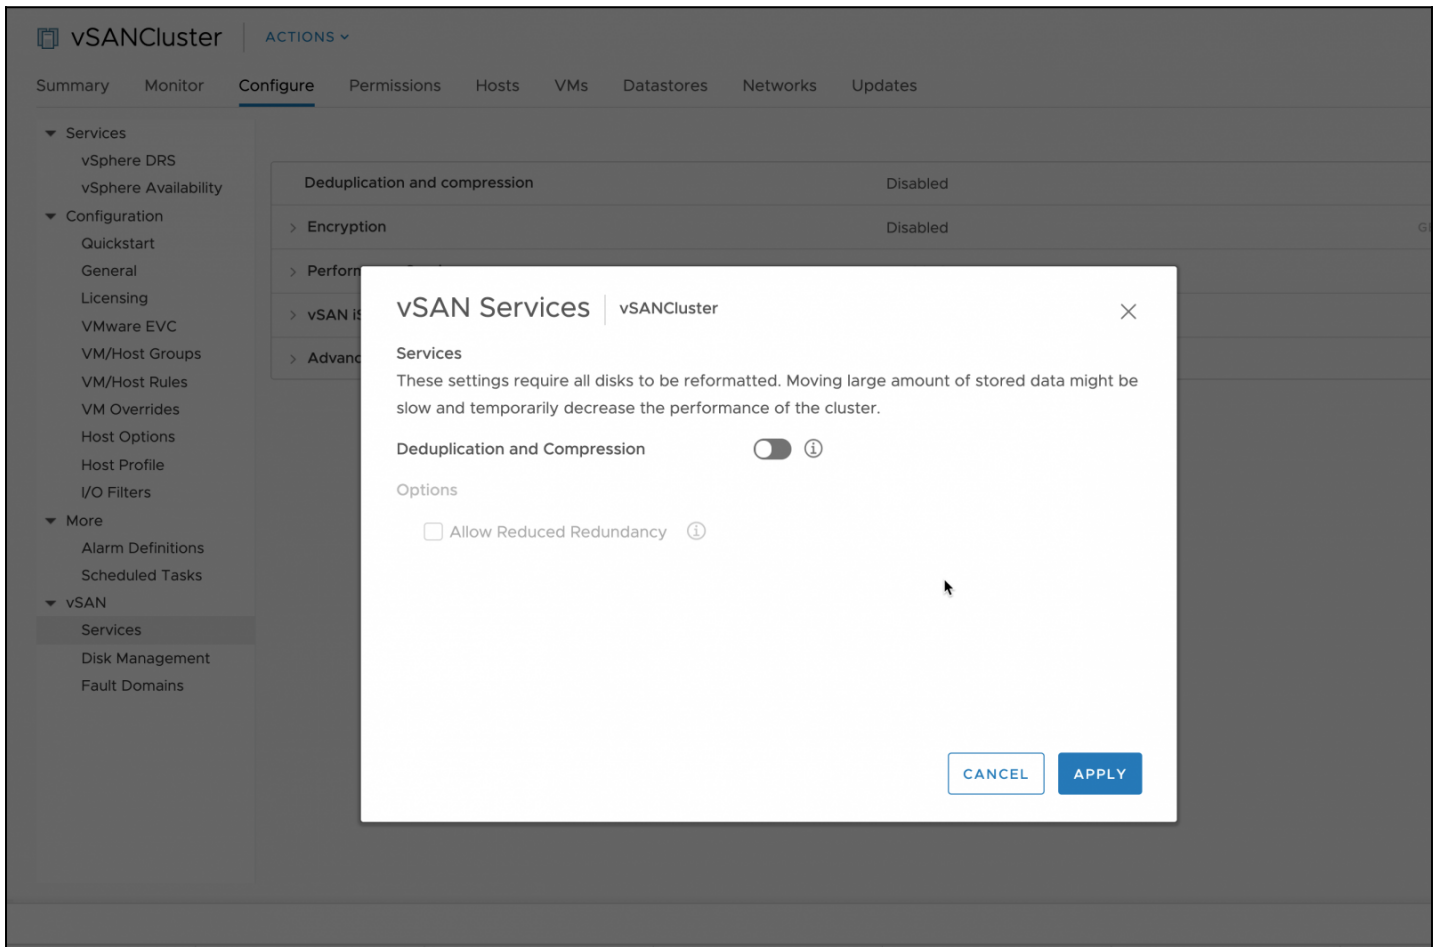 vSANCluster ACTIONS
Summary Monitor Configure Permissions Hosts VMs Datastores Networks Updates
Services
vSphere DRS
vSphere Availability
Configuration
Quickstart
General
Licensing
VMware EVC
VM/Host Groups
VM/Host Rules
VM Overrides
Host Options
Host Profile
I/O Filters
More
Alarm Definitions
Scheduled Tasks
vSAN
Services
Disk Management
Fault Domains
Deduplication and compression Disabled
Encryption Disabled
vSAN
vSAN Services vSANCluster
Services
These settings require all disks to be reformatted. Moving large amount of stored data might be
slow and temporarily decrease the performance of the cluster.
Deduplication and Compression
Options
Allow Reduced Redundancy
CANCEL APPLY